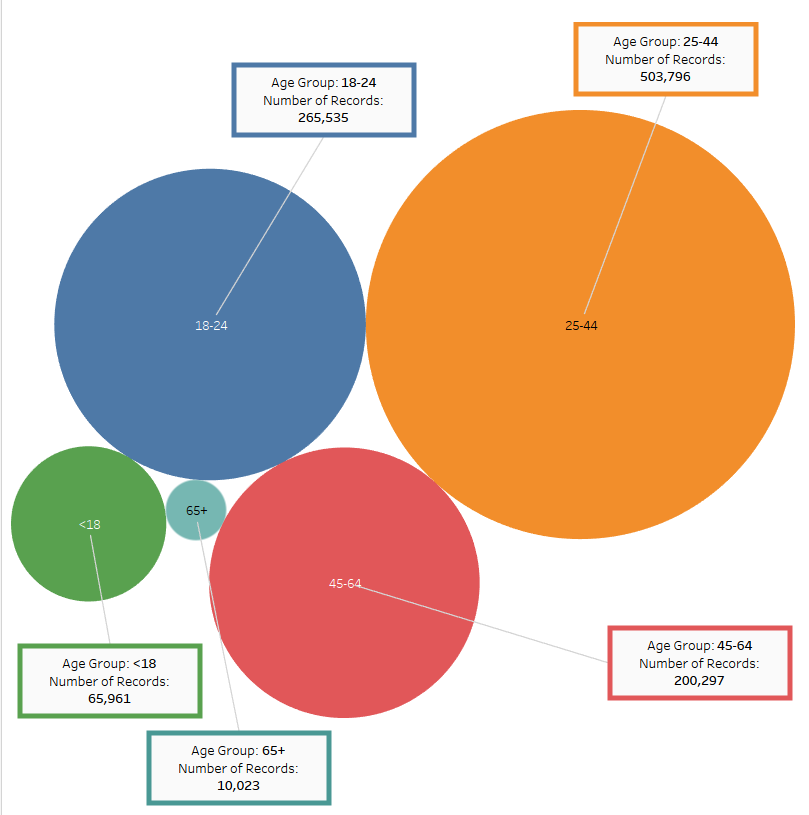 Age Group: 25-44
Number of Records:
503,796
Age Group: 18-24
Number of Records:
265,535
18-24
25-44
65+
<18
45-64
Age Group: 45-64
Number of Records:
200,297
Age Group: <18
Number of Records:
65,961
Age Group: 65+
Number of Records:
10,023